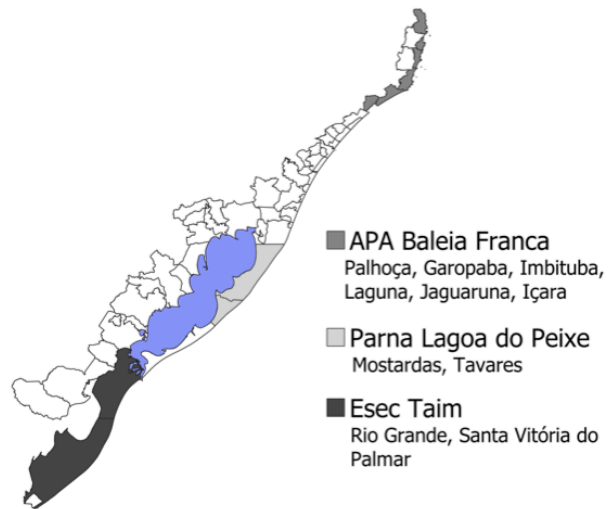 APA Baleia Franca
Palhoça, Garopaba, Imbituba,
Laguna, Jaguaruna, Içara
Parna Lagoa do Peixe
Mostardas, Tavares
Esec Taim
Rio Grande, Santa Vitória do
Palmar